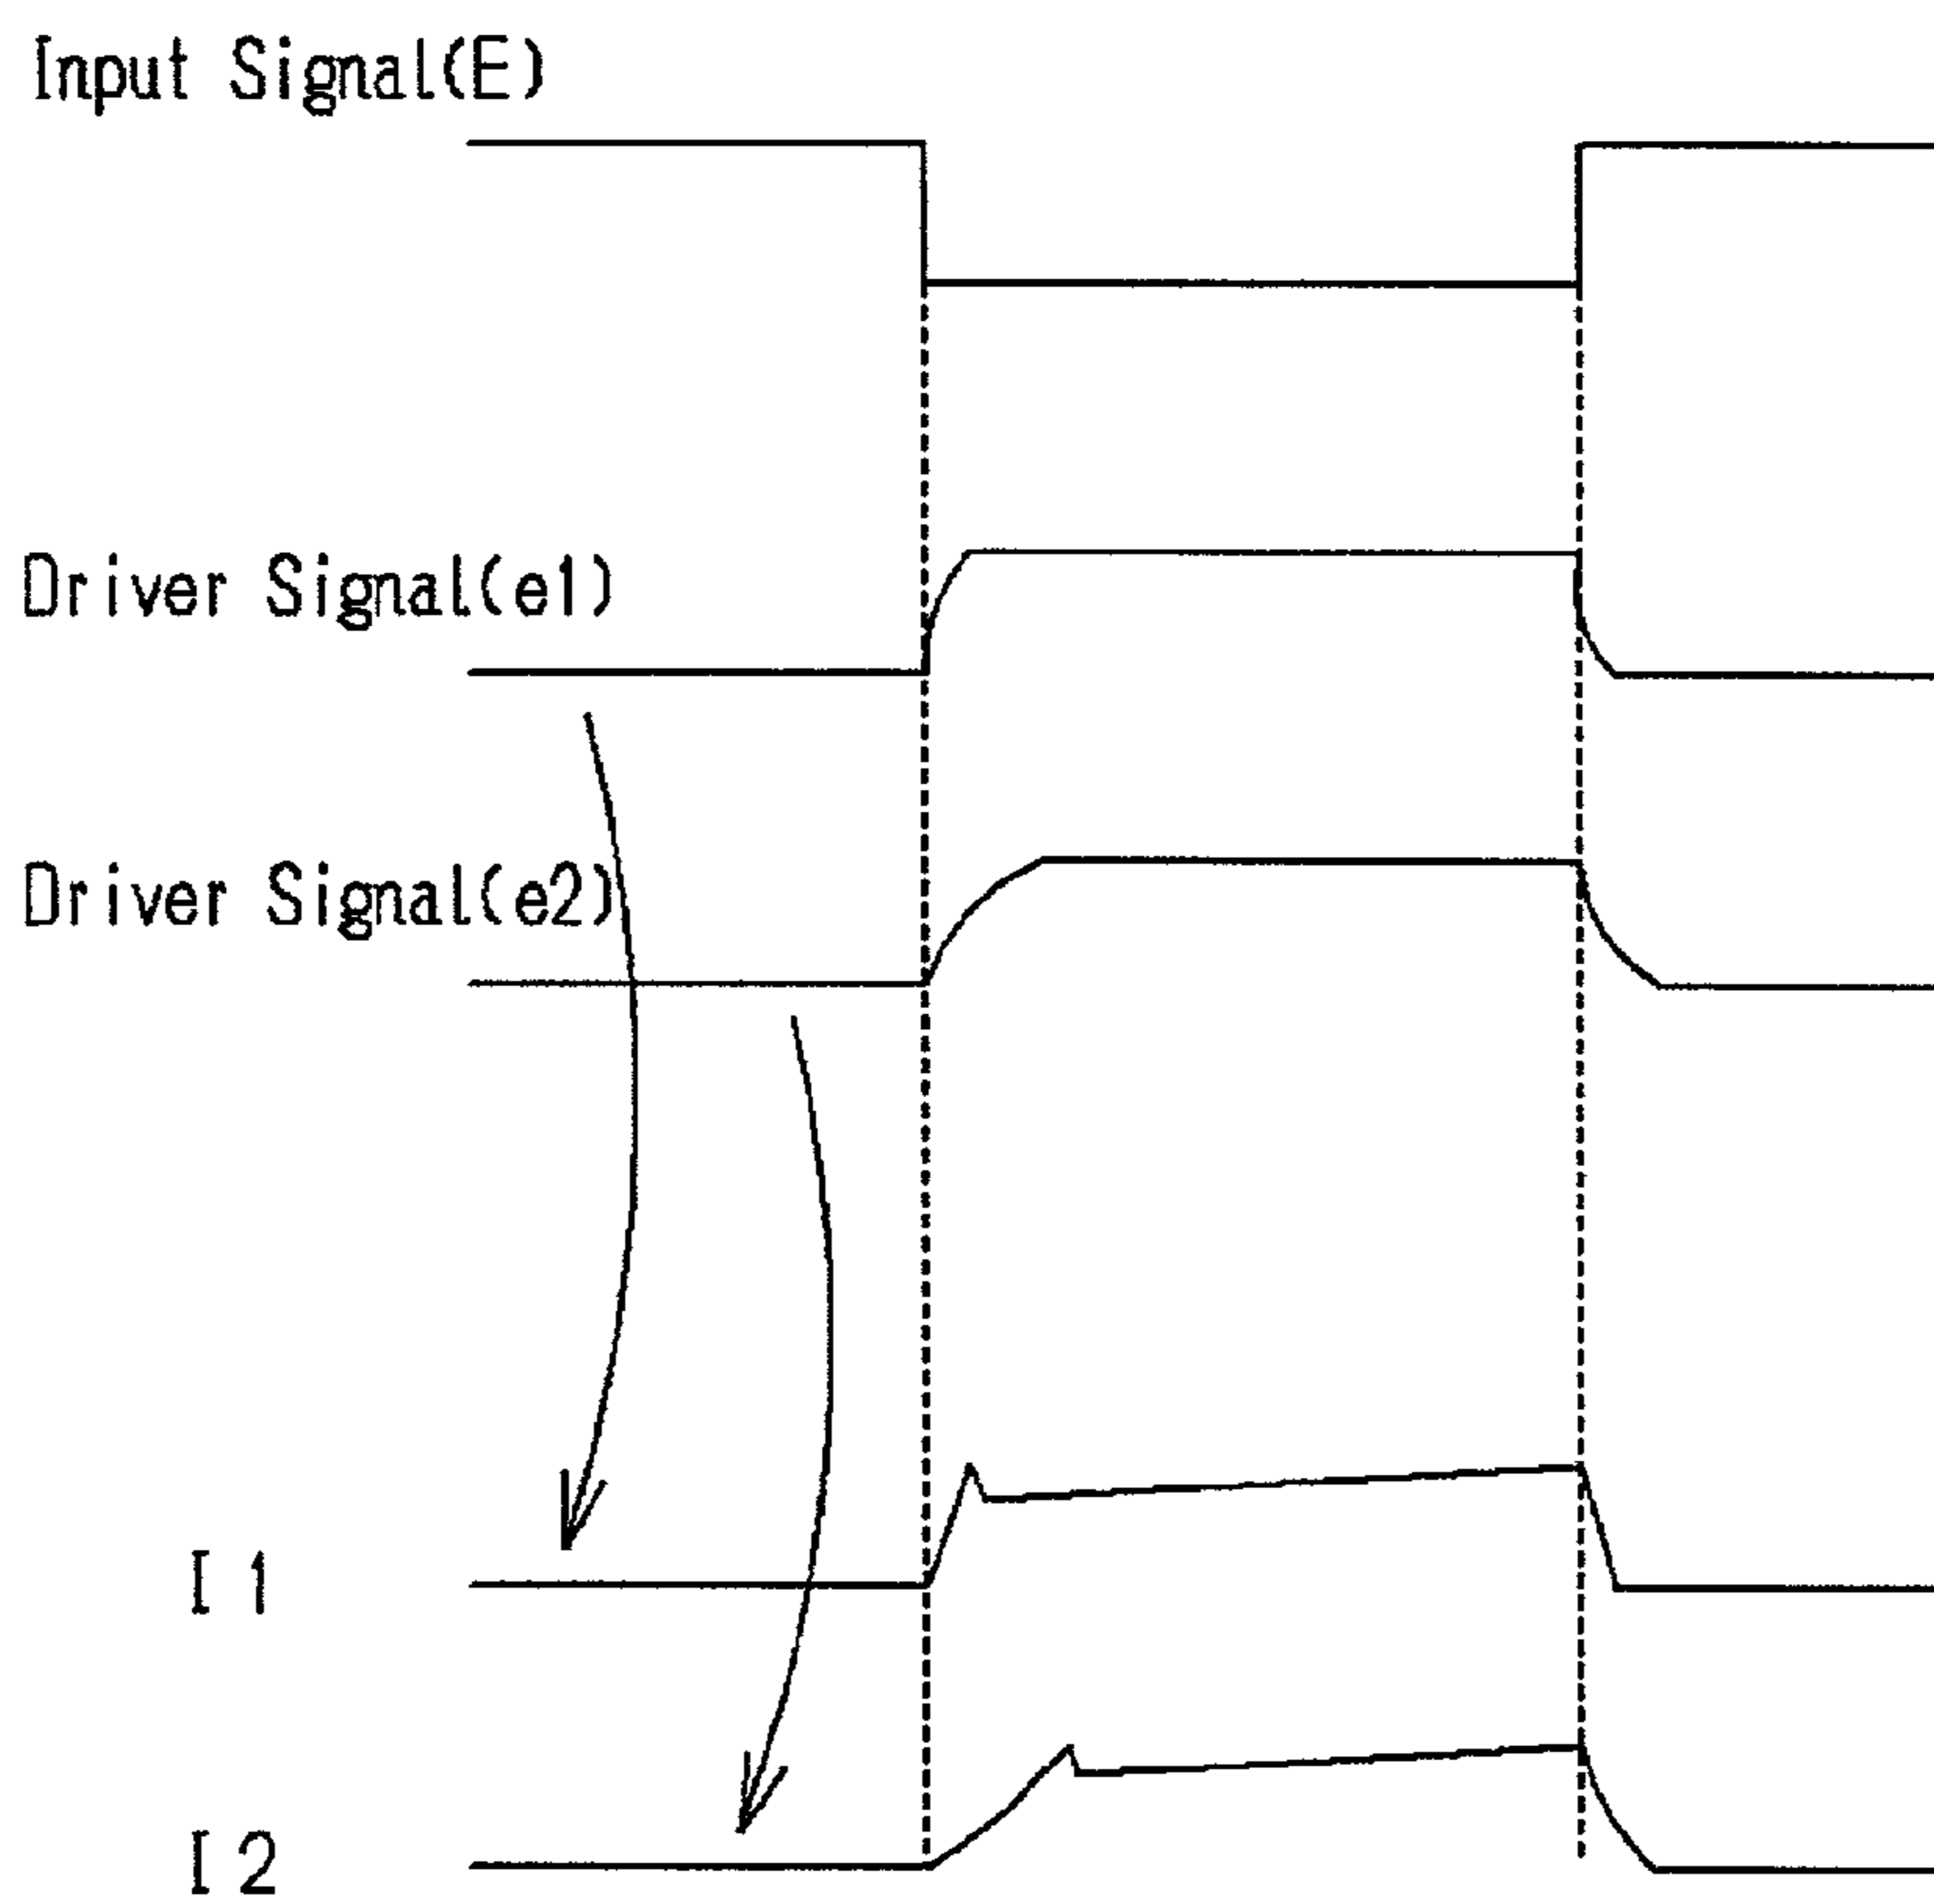 Input Signal(E)
Driver Signal(e1)
Driver Signal(e2)
I 1
I 2